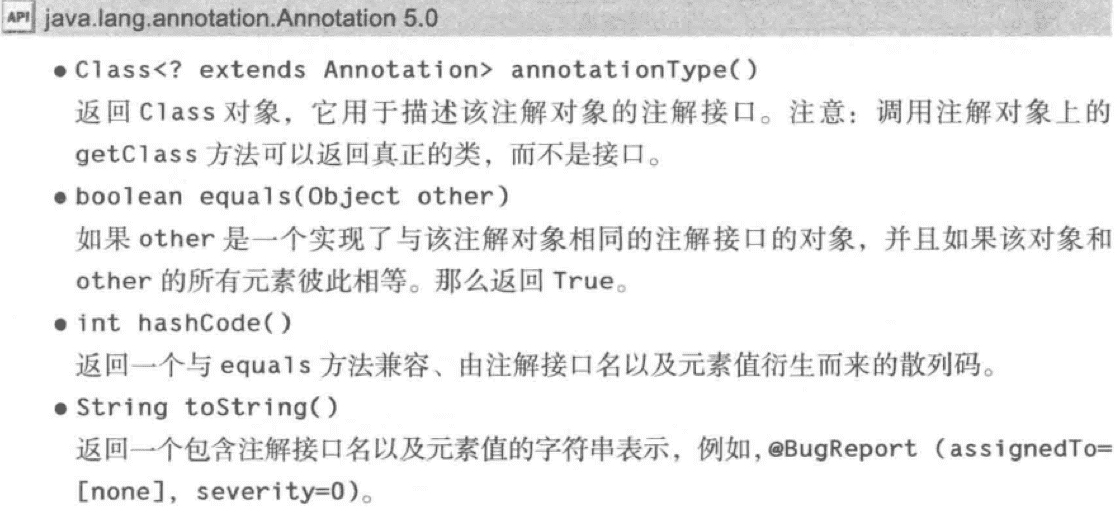 API java.lang.annotation.Annotation 5.0
● Class<? extends Annotation> annotationType()
返回 Class 对象，它用于描述该注解对象的注解接口。注意：调用注解对象上的
getClass 方法可以返回真正的类，而不是接口。
● boolean equals(Object other)
如果 other 是一个实现了与该注解对象相同的注解接口的对象，并且如果该对象和
other 的所有元素彼此相等。那么返回 True。
● int hashCode()
返回一个与 equals 方法兼容、由注解接口名以及元素值衍生而来的散列码。
● String toString()
返回一个包含注解接口名以及元素值的字符串表示，例如，@BugReport (assignedTo=
[none], severity=0)。